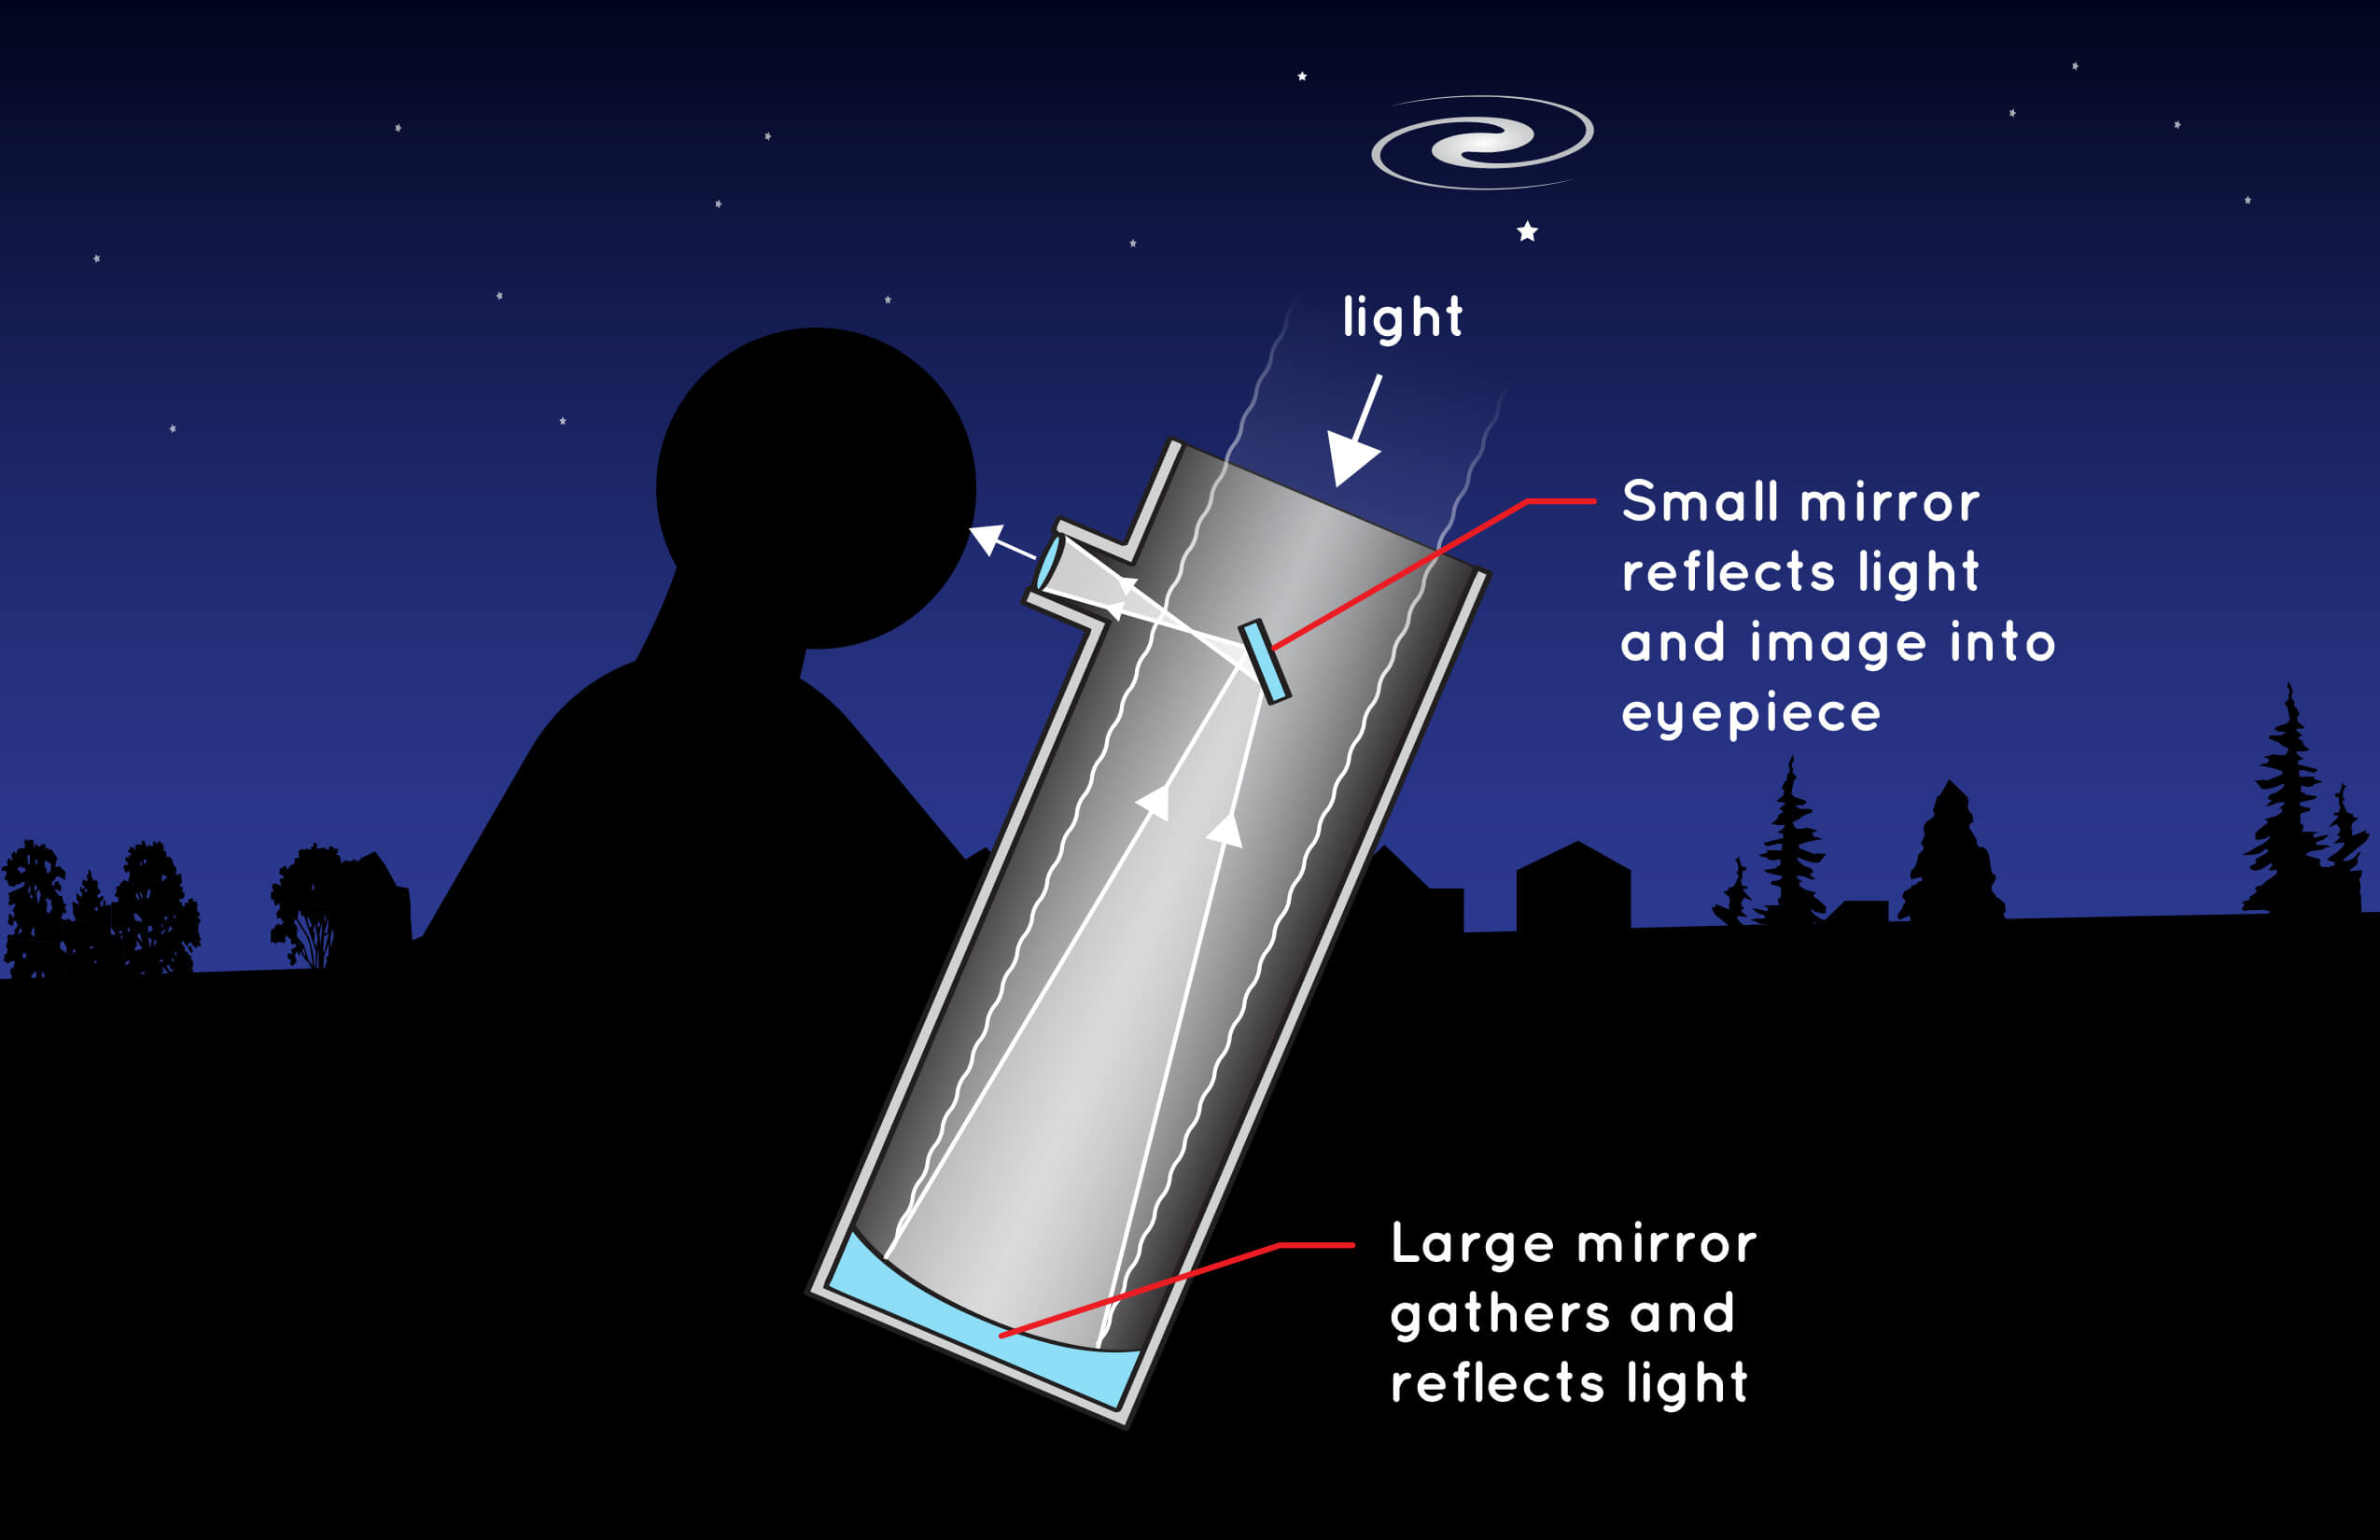 light
Small mirror
reflects light
and image into
eyepiece
Large mirror
gathers and
reflects light